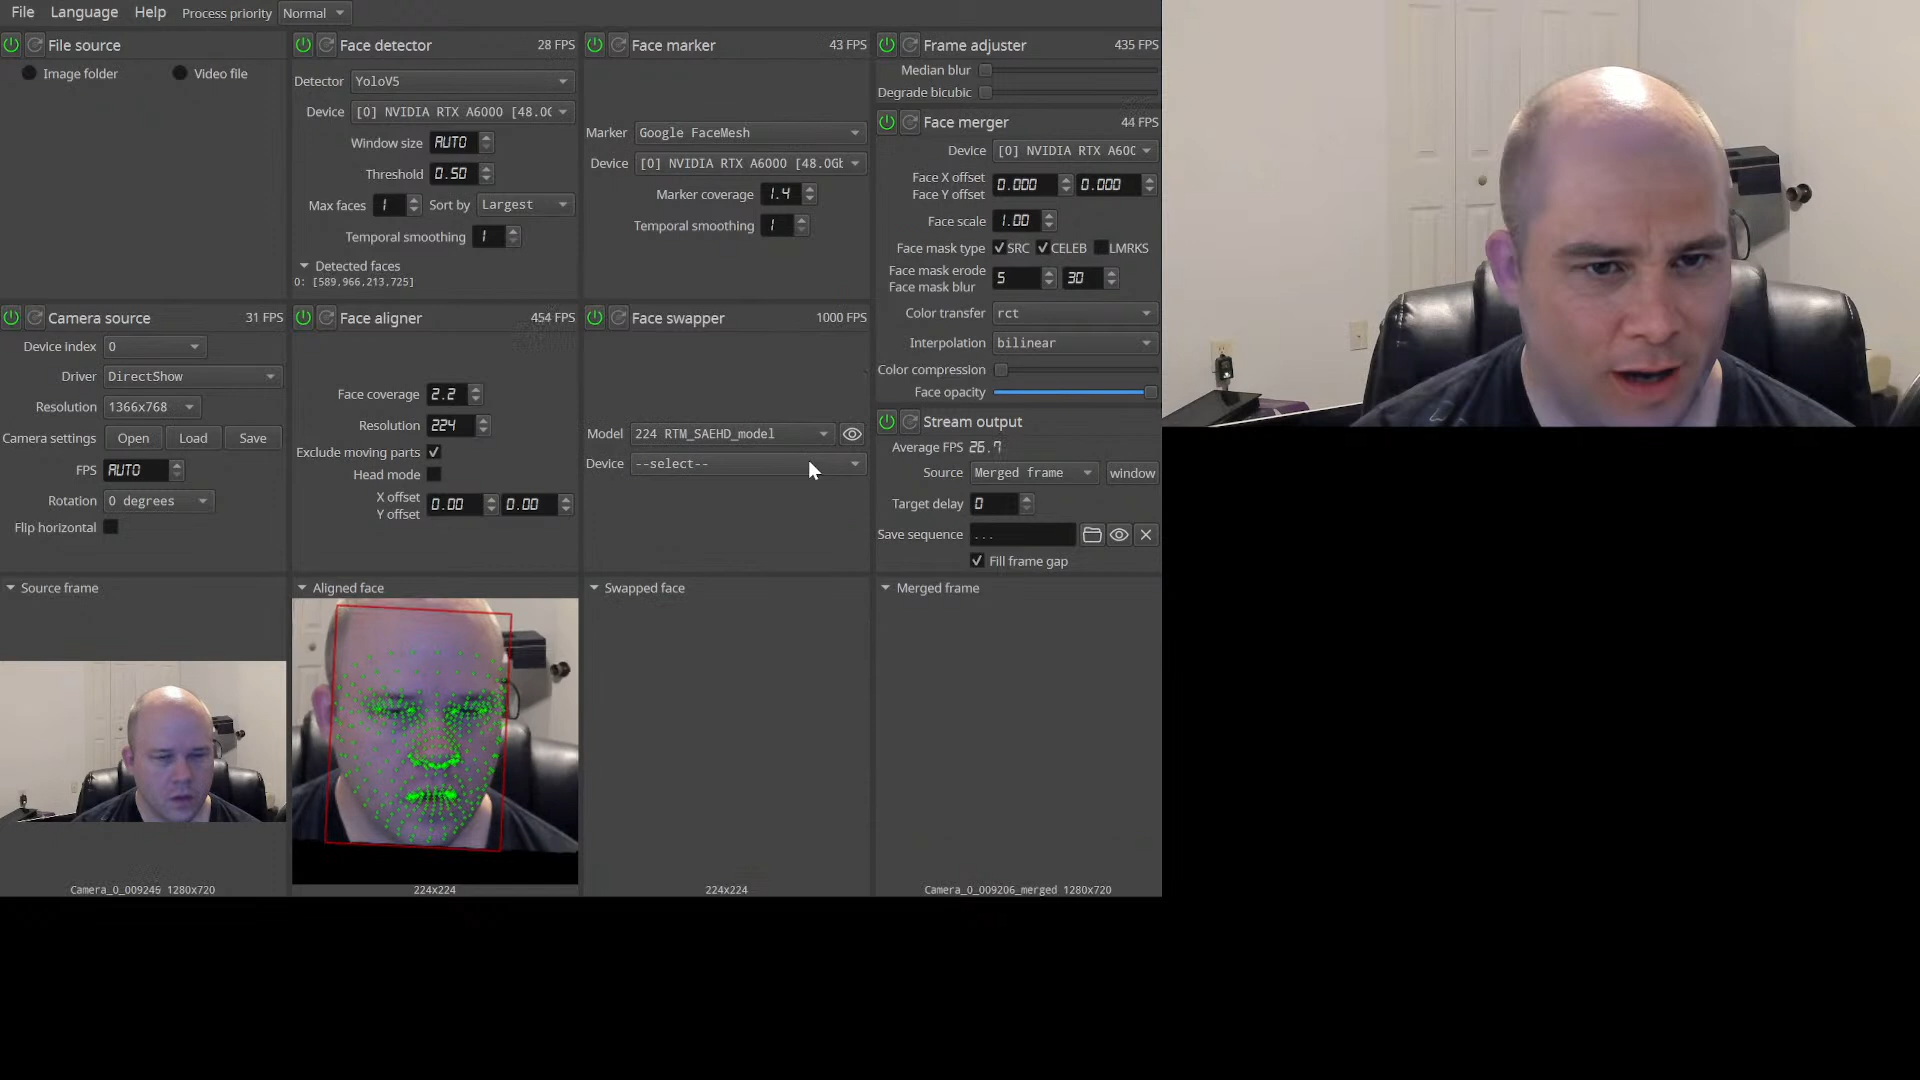 File Language Help Process priority Normal
File source
Image folder Video file
Face detector 28 FPS
Detector YoloV5
Device [0] NVIDIA RTX A6000 [48.0G
Window size AUTO
Threshold 0.50
Max faces 1 Sort by Largest
Temporal smoothing 1
Detected faces
0: [589,966,213,725]
Face marker 43 FPS
Marker Google FaceMesh
Device [0] NVIDIA RTX A6000 [48.0Gb
Marker coverage 1.4
Temporal smoothing 1
Frame adjuster 435 FPS
Median blur
Degrade bicubic
Face merger 44 FPS
Device [0] NVIDIA RTX A60C
Face X offset
Face Y offset
0.000 0.000
Face scale 1.00
Face mask type SRC CELEB LMRKS
Face mask erode
Face mask blur
5 30
Color transfer rct
Interpolation bilinear
Color compression
Face opacity
Camera source 31 FPS
Device index 0
Driver DirectShow
Resolution 1366x768
Camera settings Open Load Save
FPS AUTO
Rotation 0 degrees
Flip horizontal
Face aligner 454 FPS
Face coverage 2.2
Resolution 224
Exclude moving parts
Head mode
X offset
Y offset
0.00 0.00
Face swapper 1000 FPS
Model 224 RTM_SAEHD_model
Device --select--
Stream output
Average FPS 26.7
Source Merged frame window
Target delay 0
Save sequence ...
Fill frame gap
Source frame
Camera_0_009245 1280x720
Aligned face
224x224
Swapped face
224x224
Merged frame
Camera_0_009206_merged 1280x720